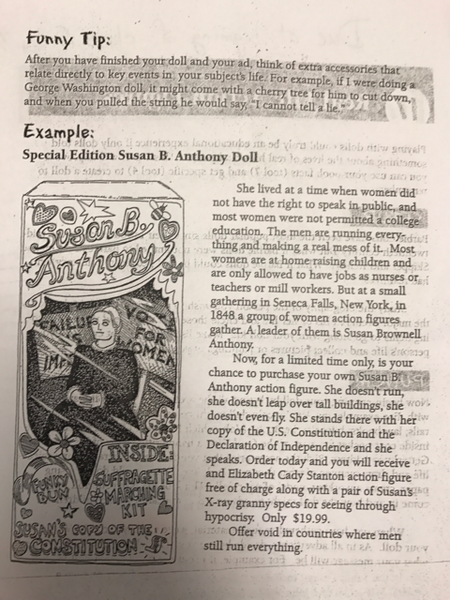 Funny Tip:
After you have finished your doll and your ad, think of extra accessories that
relate directly to key events in your subject's life. For example, if I were doing a
George Washington doll, it might come with a cherry tree for him to cut down,
and when you pulled the string he would say, "I cannot tell a lie."
Example:
Special Edition Susan B. Anthony Doll
Susan B.
Anthony
FAILURE
IS
IMP
VO
FOR
WOMEN
INSIDE:
FUNKY
BUN
SUFFRAGETTE
MARCHING
KIT
SUSAN'S COPY OF THE
CONSTITUTION
She lived at a time when women did
not have the right to speak in public, and
most women were not permitted a college
education. The men are running every-
thing and making a real mess of it. Most
women are at home raising children and
are only allowed to have jobs as nurses or
teachers or mill workers. But at a small
gathering in Seneca Falls, New York, in
1848 a group of women action figures
gather. A leader of them is Susan Brownell
Anthony.
Now, for a limited time only, is your
chance to purchase your own Susan B.
Anthony action figure. She doesn't run,
she doesn't leap over tall buildings, she
doesn't even fly. She stands there with her
copy of the U.S. Constitution and the
Declaration of Independence and she
speaks. Order today and you will receive
and Elizabeth Cady Stanton action figure
free of charge along with a pair of Susan's
X-ray granny specs for seeing through
hypocrisy. Only $19.99.
Offer void in countries where men
still run everything.